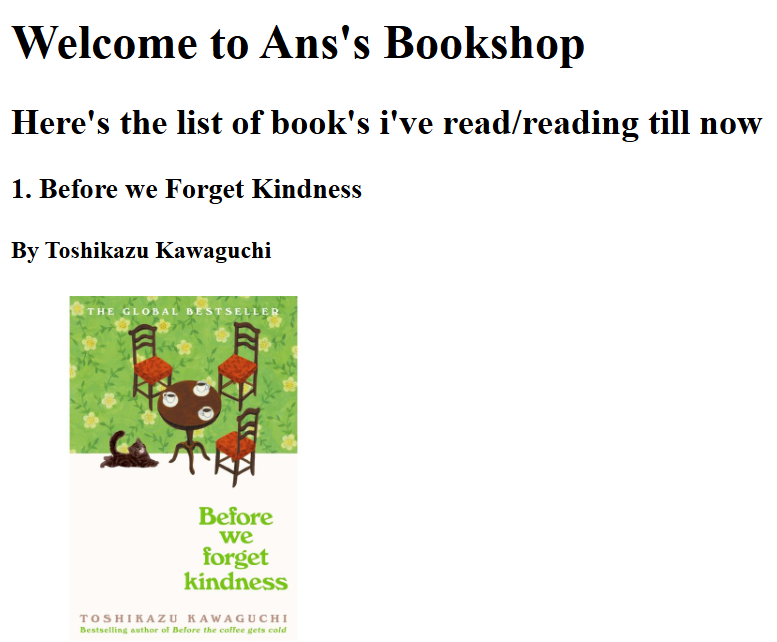 Welcome to Ans's Bookshop
Here's the list of book's i've read/reading till now
1. Before we Forget Kindness
By Toshikazu Kawaguchi
THE GLOBAL BESTSELLER
Before
we
forget
kindness
TOSHIKAZU KAWAGUCHI
Bestselling author of Before the coffee gets cold